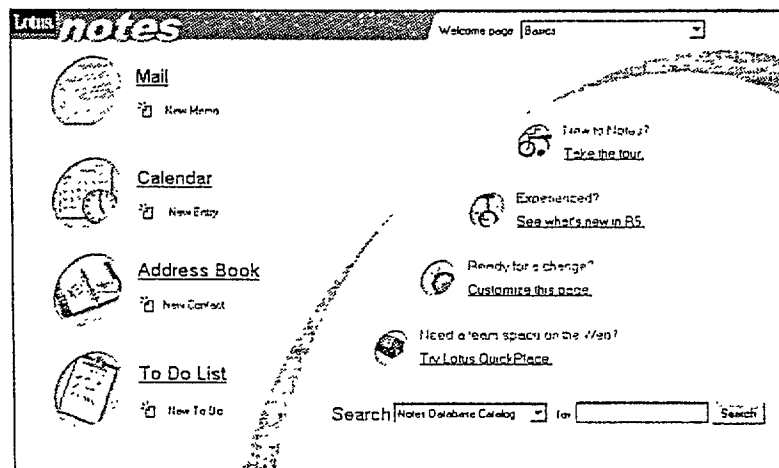 Lotus notes
Welcome page Basics
Mail
New Memo
Calendar
New Entry
Address Book
New Contact
To Do List
New To Do
New to Notes?
Take the tour.
Experienced?
See what's new in R5.
Ready for a change?
Customize this page.
Need a team space on the Web?
Try Lotus QuickPlace.
Search Notes Database Catalog for Search